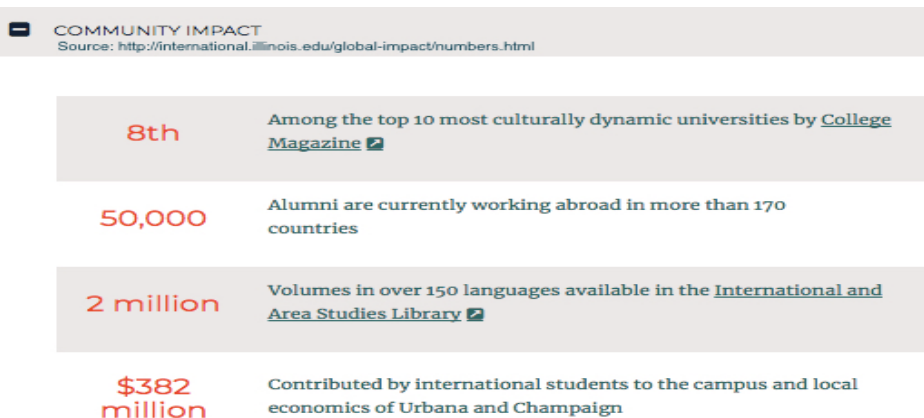 COMMUNITY IMPACT
Source: http://international.illinois.edu/global-impact/numbers.html
8th
Among the top 10 most culturally dynamic universities by College
Magazine
50,000
Alumni are currently working abroad in more than 170
countries
2 million
Volumes in over 150 languages available in the International and
Area Studies Library
$382
million
Contributed by international students to the campus and local
economics of Urbana and Champaign